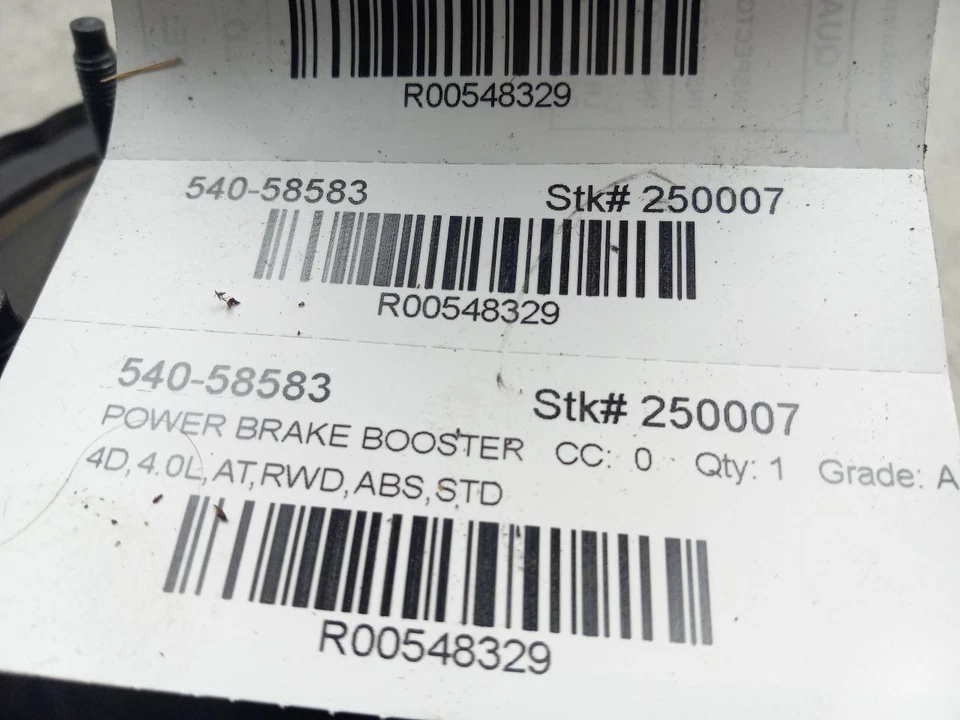 R00548329
540-58583 Stk# 250007
R00548329
540-58583 Stk# 250007
POWER BRAKE BOOSTER CC: 0 Qty: 1 Grade: A
4D,4.0L,AT,RWD,ABS,STD
R00548329